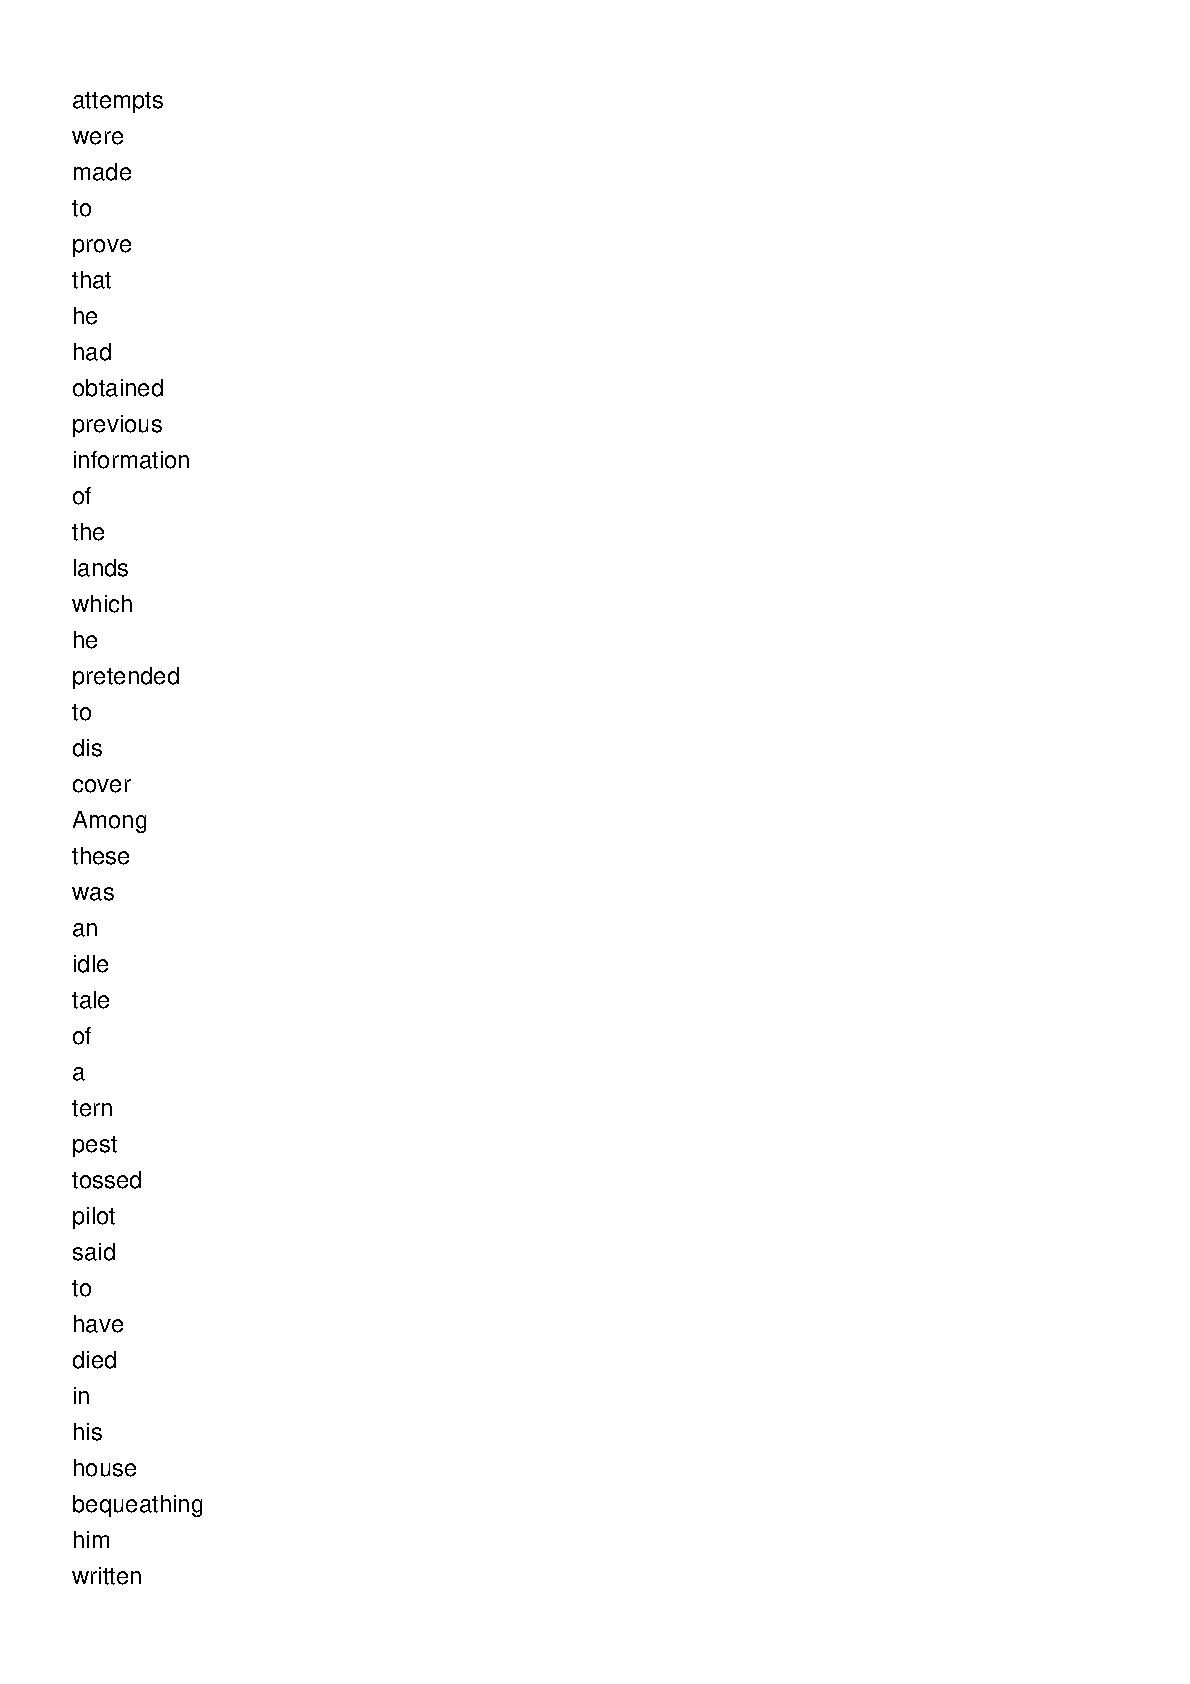 attempts
were
made
to
prove
that
he
had
obtained
previous
information
of
the
lands
which
he
pretended
to
dis
cover
Among
these
was
an
idle
tale
of
a
tern
pest
tossed
pilot
said
to
have
died
in
his
house
bequeathing
him
written